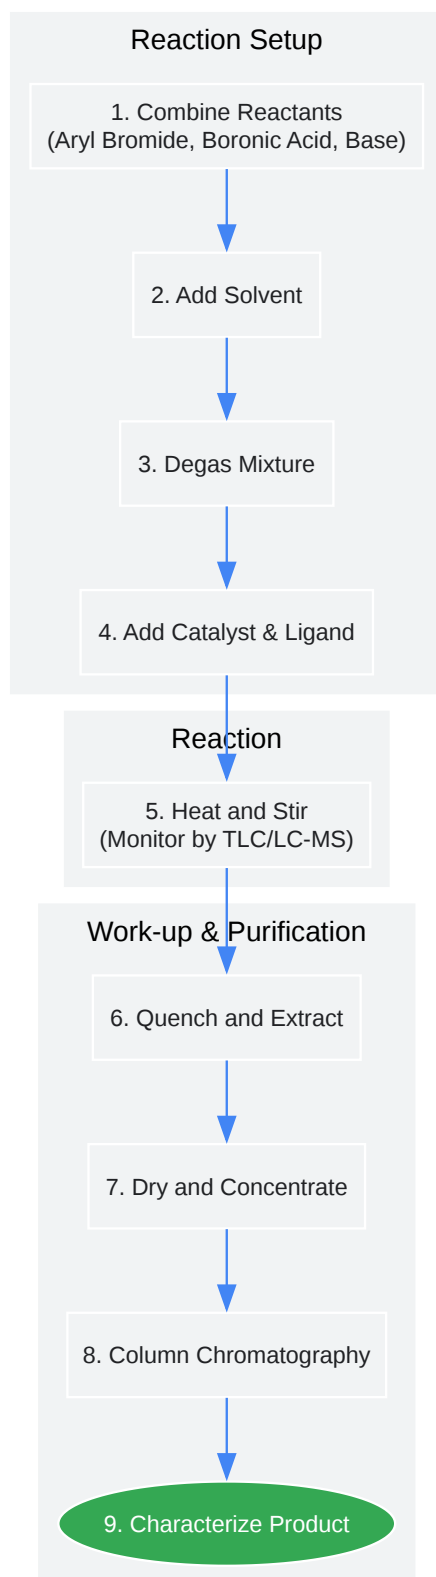 Reaction Setup
1. Combine Reactants
(Aryl Bromide, Boronic Acid, Base)
2. Add Solvent
3. Degas Mixture
4. Add Catalyst & Ligand
Reaction
5. Heat and Stir
(Monitor by TLC/LC-MS)
Work-up & Purification
6. Quench and Extract
7. Dry and Concentrate
8. Column Chromatography
9. Characterize Product